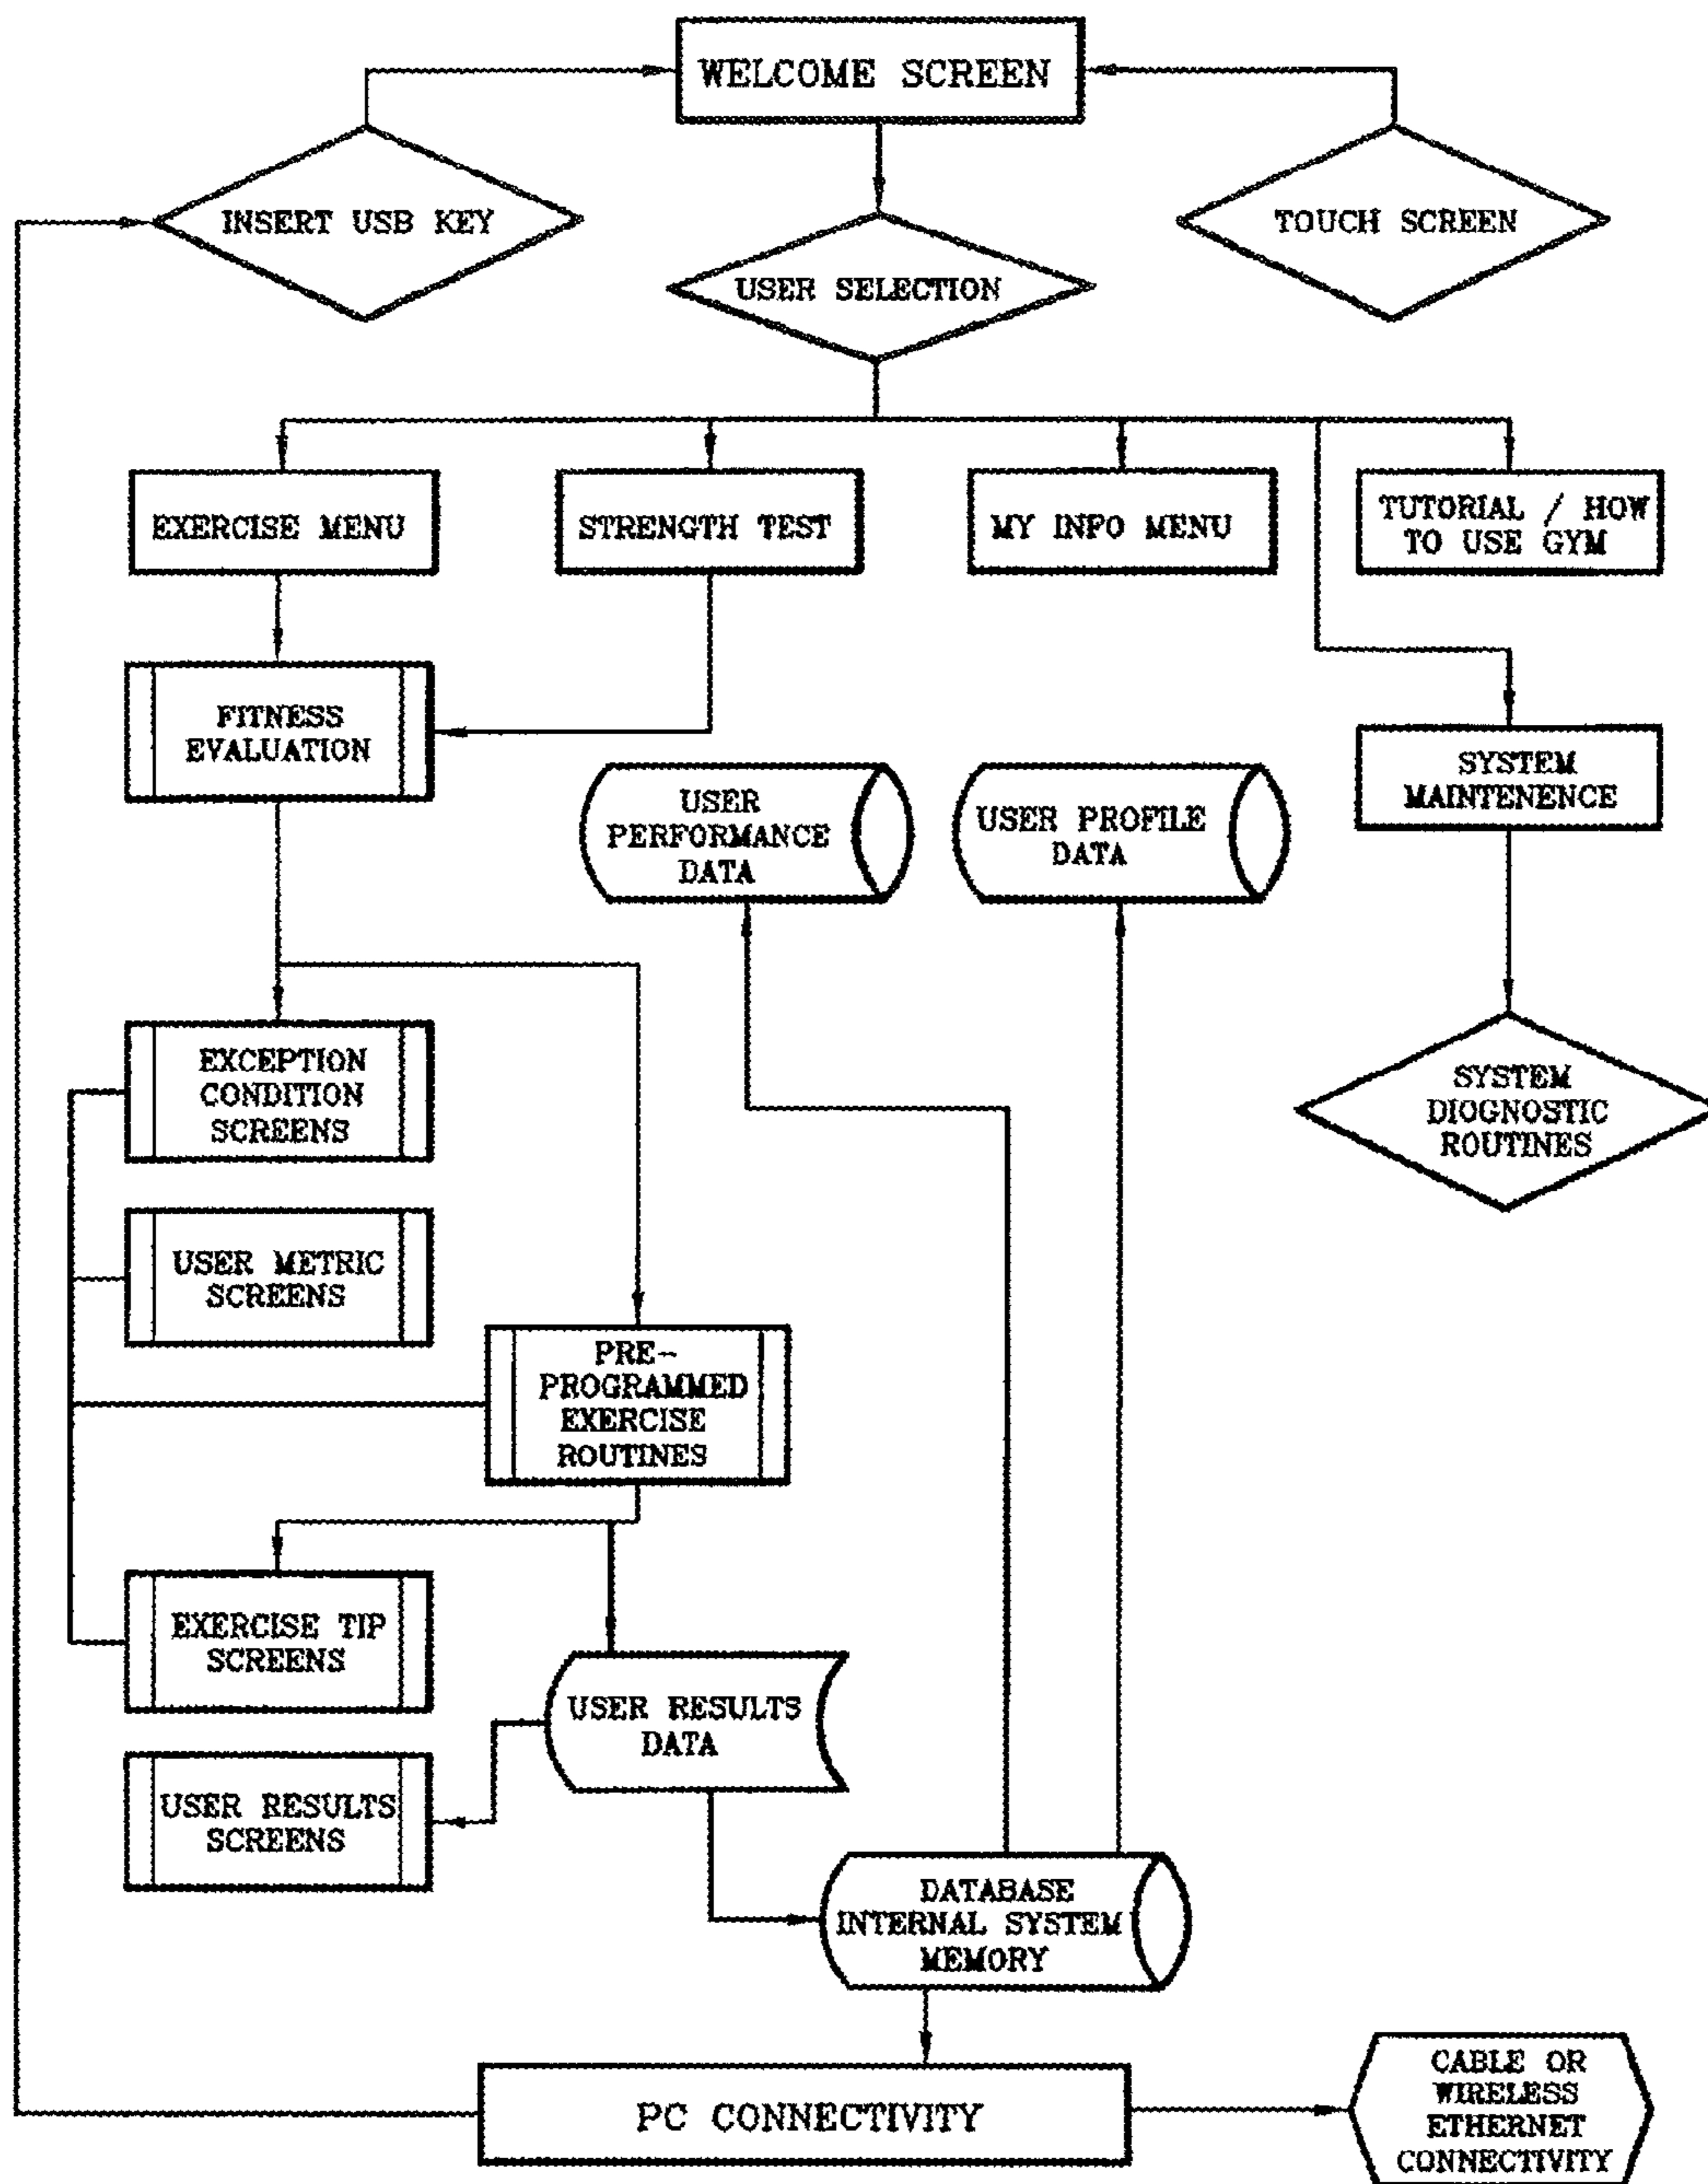 WELCOME SCREEN
INSERT USB KEY
TOUCH SCREEN
USER SELECTION
EXERCISE MENU
STRENGTH TEST
MY INFO MENU
TUTORIAL / HOW
TO USE GYM
FITNESS
EVALUATION
USER
PERFORMANCE
DATA
USER PROFILE
DATA
SYSTEM
MAINTENENCE
EXCEPTION
CONDITION
SCREENS
SYSTEM
DIOGNOSTIC
ROUTINES
USER METRIC
SCREENS
PRE-
PROGRAMMED
EXERCISE
ROUTINES
EXERCISE TIP
SCREENS
USER RESULTS
DATA
USER RESULTS
SCREENS
DATABASE
INTERNAL SYSTEM
MEMORY
PC CONNECTIVITY
CABLE OR
WIRELESS
ETHERNET
CONNECTIVITY